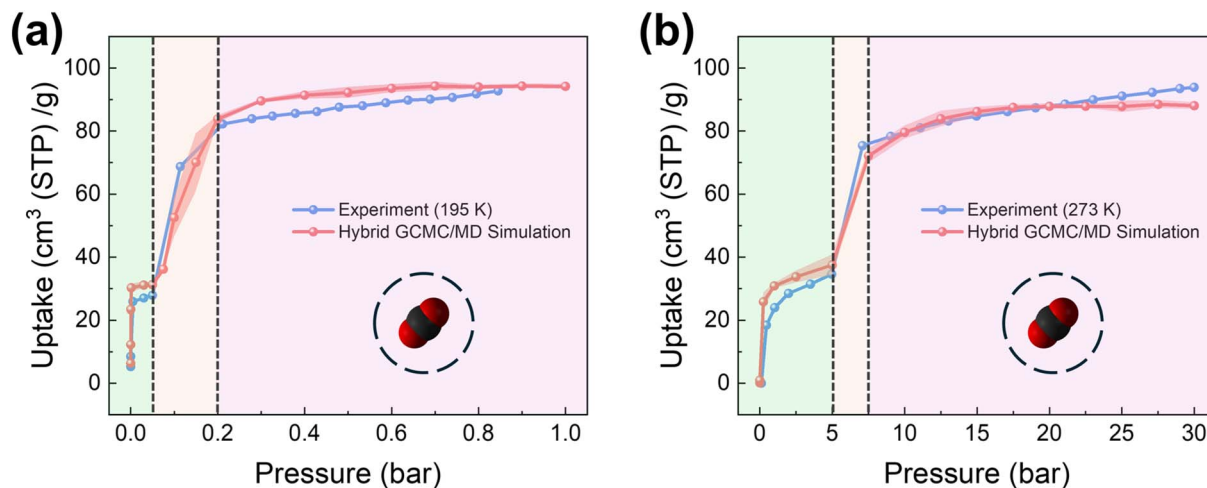 (a)
Uptake (cm³ (STP) /g)
100
80
60
40
20
0
Experiment (195 K)
Hybrid GCMC/MD Simulation
0.0 0.2 0.4 0.6 0.8 1.0
Pressure (bar)
(b)
Uptake (cm³ (STP) /g)
100
80
60
40
20
0
Experiment (273 K)
Hybrid GCMC/MD Simulation
0 5 10 15 20 25 30
Pressure (bar)